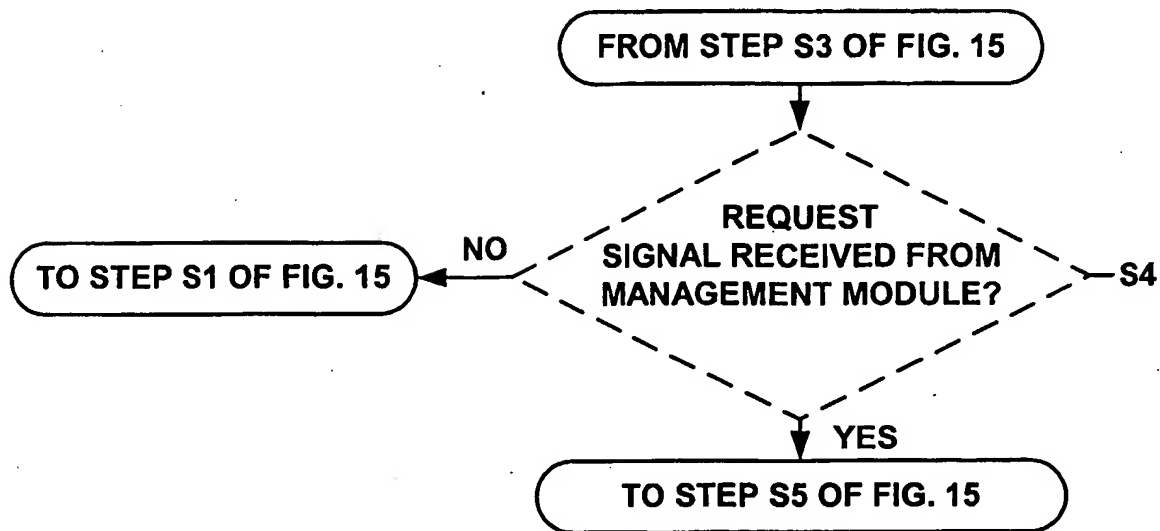 FROM STEP S3 OF FIG. 15
REQUEST
SIGNAL RECEIVED FROM
MANAGEMENT MODULE?
NO
TO STEP S1 OF FIG. 15
S4
YES
TO STEP S5 OF FIG. 15